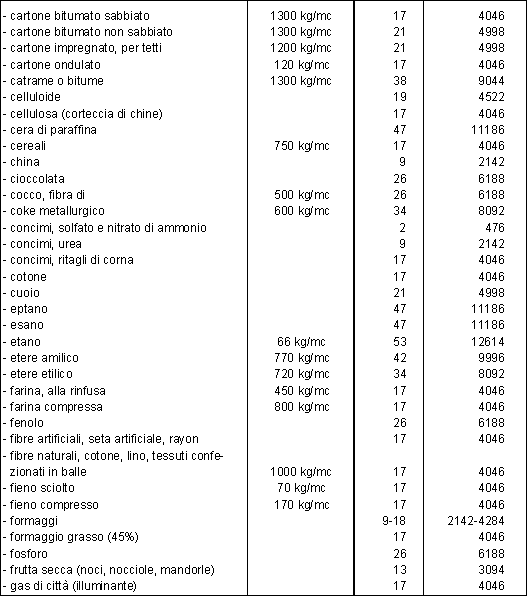 - cartone bitumato sabbiato 1300 kg/mc 17 4046
- cartone bitumato non sabbiato 1300 kg/mc 21 4998
- cartone impregnato, per tetti 1200 kg/mc 21 4998
- cartone ondulato 120 kg/mc 17 4046
- catrame o bitume 1300 kg/mc 38 9044
- celluloide 19 4522
- cellulosa (corteccia di chine) 17 4046
- cera di paraffina 47 11186
- cereali 750 kg/mc 17 4046
- china 9 2142
- cioccolata 26 6188
- cocco, fibra di 500 kg/mc 26 6188
- coke metallurgico 600 kg/mc 34 8092
- concimi, solfato e nitrato di ammonio 2 476
- concimi, urea 9 2142
- concimi, ritagli di corna 17 4046
- cotone 17 4046
- cuoio 21 4998
- eptano 47 11186
- esano 47 11186
- etano 66 kg/mc 53 12614
- etere amilico 770 kg/mc 42 9996
- etere etilico 720 kg/mc 34 8092
- farina, alla rinfusa 450 kg/mc 17 4046
- farina compressa 800 kg/mc 17 4046
- fenolo 26 6188
- fibre artificiali, seta artificiale, rayon 17 4046
- fibre naturali, cotone, lino, tessuti confe-
zionati in balle 1000 kg/mc 17 4046
- fieno sciolto 70 kg/mc 17 4046
- fieno compresso 170 kg/mc 17 4046
- formaggi 9-18 2142-4284
- formaggio grasso (45%) 17 4046
- fosforo 26 6188
- frutta secca (noci, nocciole, mandorle) 13 3094
- gas di città (illuminante) 17 4046